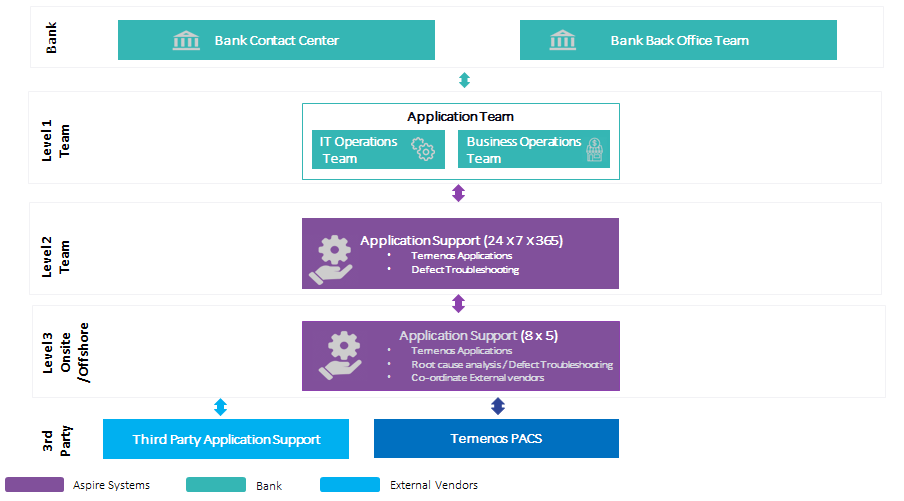 Bank
Bank Contact Center
Bank Back Office Team
Level 1
Team
Application Team
IT Operations
Team
Business Operations
Team
Level 2
Team
Application Support (24 x 7 x 365)
• Temenos Applications
• Defect Troubleshooting
Level 3
Onsite
/Offshore
Application Support (8 x 5)
• Temenos Applications
• Root cause analysis / Defect Troubleshooting
• Co-ordinate External vendors
3rd
Party
Third Party Application Support
Temenos PACS
Aspire Systems
Bank
External Vendors